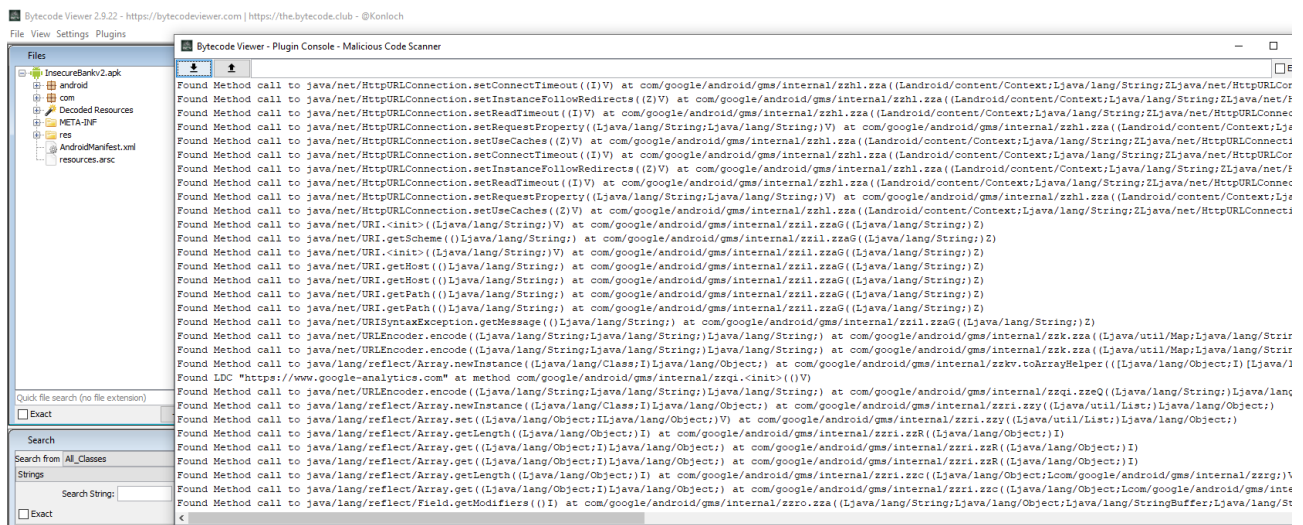 Bytecode Viewer 2.9.22 - https://bytecodeviewer.com | https://the.bytecode.club - @Konloch
File View Settings Plugins
Files
InsecureBankv2.apk
android
com
Decoded Resources
META-INF
res
AndroidManifest.xml
resources.arsc
Quick file search (no file extension)
Exact
Search
Search from All_Classes
Strings
Search String:
Exact
Bytecode Viewer - Plugin Console - Malicious Code Scanner
Found Method call to java/net/HttpURLConnection.setConnectTimeout((I)V) at com/google/android/gms/internal/zzhl.zza((Landroid/content/Context;Ljava/lang/String;ZLjava/net/HttpURLCon
Found Method call to java/net/HttpURLConnection.setInstanceFollowRedirects((Z)V) at com/google/android/gms/internal/zzhl.zza((Landroid/content/Context;Ljava/lang/String;ZLjava/net/H
Found Method call to java/net/HttpURLConnection.setReadTimeout((I)V) at com/google/android/gms/internal/zzhl.zza((Landroid/content/Context;Ljava/lang/String;ZLjava/net/HttpURLConnec
Found Method call to java/net/HttpURLConnection.setRequestProperty((Ljava/lang/String;Ljava/lang/String;)V) at com/google/android/gms/internal/zzhl.zza((Landroid/content/Context;Lja
Found Method call to java/net/HttpURLConnection.setUseCaches((Z)V) at com/google/android/gms/internal/zzhl.zza((Landroid/content/Context;Ljava/lang/String;ZLjava/net/HttpURLConnecti
Found Method call to java/net/HttpURLConnection.setConnectTimeout((I)V) at com/google/android/gms/internal/zzhl.zza((Landroid/content/Context;Ljava/lang/String;ZLjava/net/HttpURLCon
Found Method call to java/net/HttpURLConnection.setInstanceFollowRedirects((Z)V) at com/google/android/gms/internal/zzhl.zza((Landroid/content/Context;Ljava/lang/String;ZLjava/net/H
Found Method call to java/net/HttpURLConnection.setReadTimeout((I)V) at com/google/android/gms/internal/zzhl.zza((Landroid/content/Context;Ljava/lang/String;ZLjava/net/HttpURLConnec
Found Method call to java/net/HttpURLConnection.setRequestProperty((Ljava/lang/String;Ljava/lang/String;)V) at com/google/android/gms/internal/zzhl.zza((Landroid/content/Context;Lja
Found Method call to java/net/HttpURLConnection.setUseCaches((Z)V) at com/google/android/gms/internal/zzhl.zza((Landroid/content/Context;Ljava/lang/String;ZLjava/net/HttpURLConnecti
Found Method call to java/net/URI.<init>((Ljava/lang/String;)V) at com/google/android/gms/internal/zzil.zzaG((Ljava/lang/String;)Z)
Found Method call to java/net/URI.getScheme(()Ljava/lang/String;) at com/google/android/gms/internal/zzil.zzaG((Ljava/lang/String;)Z)
Found Method call to java/net/URI.<init>((Ljava/lang/String;)V) at com/google/android/gms/internal/zzil.zzaG((Ljava/lang/String;)Z)
Found Method call to java/net/URI.getHost(()Ljava/lang/String;) at com/google/android/gms/internal/zzil.zzaG((Ljava/lang/String;)Z)
Found Method call to java/net/URI.getHost(()Ljava/lang/String;) at com/google/android/gms/internal/zzil.zzaG((Ljava/lang/String;)Z)
Found Method call to java/net/URI.getPath(()Ljava/lang/String;) at com/google/android/gms/internal/zzil.zzaG((Ljava/lang/String;)Z)
Found Method call to java/net/URI.getPath(()Ljava/lang/String;) at com/google/android/gms/internal/zzil.zzaG((Ljava/lang/String;)Z)
Found Method call to java/net/URISyntaxException.getMessage(()Ljava/lang/String;) at com/google/android/gms/internal/zzil.zzaG((Ljava/lang/String;)Z)
Found Method call to java/net/URLEncoder.encode((Ljava/lang/String;Ljava/lang/String;)Ljava/lang/String;) at com/google/android/gms/internal/zzk.zza((Ljava/util/Map;Ljava/lang/Strin
Found Method call to java/net/URLEncoder.encode((Ljava/lang/String;Ljava/lang/String;)Ljava/lang/String;) at com/google/android/gms/internal/zzk.zza((Ljava/util/Map;Ljava/lang/Strin
Found Method call to java/lang/reflect/Array.newInstance((Ljava/lang/Class;I)Ljava/lang/Object;) at com/google/android/gms/internal/zzkv.toArrayHelper(([Ljava/lang/Object;I)[Ljava/l
Found LDC "https://www.google-analytics.com" at method com/google/android/gms/internal/zzqi.<init>(()V)
Found Method call to java/net/URLEncoder.encode((Ljava/lang/String;Ljava/lang/String;)Ljava/lang/String;) at com/google/android/gms/internal/zzqi.zzeQ((Ljava/lang/String;)Ljava/lang
Found Method call to java/lang/reflect/Array.newInstance((Ljava/lang/Class;I)Ljava/lang/Object;) at com/google/android/gms/internal/zzri.zzy((Ljava/util/List;)Ljava/lang/Object;)
Found Method call to java/lang/reflect/Array.set((Ljava/lang/Object;ILjava/lang/Object;)V) at com/google/android/gms/internal/zzri.zzy((Ljava/util/List;)Ljava/lang/Object;)
Found Method call to java/lang/reflect/Array.getLength((Ljava/lang/Object;)I) at com/google/android/gms/internal/zzri.zzR((Ljava/lang/Object;)I)
Found Method call to java/lang/reflect/Array.get((Ljava/lang/Object;I)Ljava/lang/Object;) at com/google/android/gms/internal/zzri.zzR((Ljava/lang/Object;)I)
Found Method call to java/lang/reflect/Array.get((Ljava/lang/Object;I)Ljava/lang/Object;) at com/google/android/gms/internal/zzri.zzR((Ljava/lang/Object;)I)
Found Method call to java/lang/reflect/Array.getLength((Ljava/lang/Object;)I) at com/google/android/gms/internal/zzri.zzc((Ljava/lang/Object;Lcom/google/android/gms/internal/zzrg;)V
Found Method call to java/lang/reflect/Array.get((Ljava/lang/Object;I)Ljava/lang/Object;) at com/google/android/gms/internal/zzri.zzc((Ljava/lang/Object;Lcom/google/android/gms/inte
Found Method call to java/lang/reflect/Field.getModifiers(()I) at com/google/android/gms/internal/zzro.zza((Ljava/lang/String;Ljava/lang/Object;Ljava/lang/StringBuffer;Ljava/lang/St